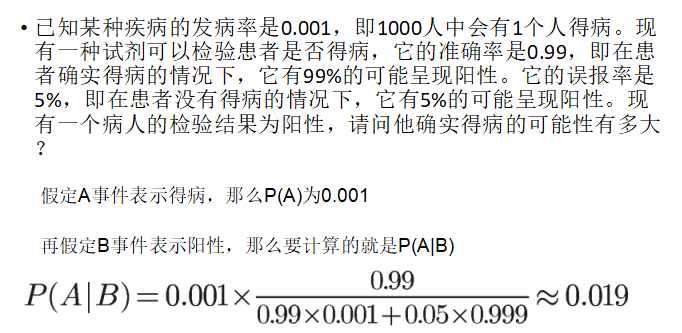 • 已知某种疾病的发病率是0.001，即1000人中会有1个人得病。现
有一种试剂可以检验患者是否得病，它的准确率是0.99，即在患
者确实得病的情况下，它有99%的可能呈现阳性。它的误报率是
5%，即在患者没有得病的情况下，它有5%的可能呈现阳性。现
有一个病人的检验结果为阳性，请问他确实得病的可能性有多大
？
假定A事件表示得病，那么P(A)为0.001
再假定B事件表示阳性，那么要计算的就是P(A|B)
P(A|B)=0.001×0.99/(0.99×0.001+0.05×0.999)≈0.019